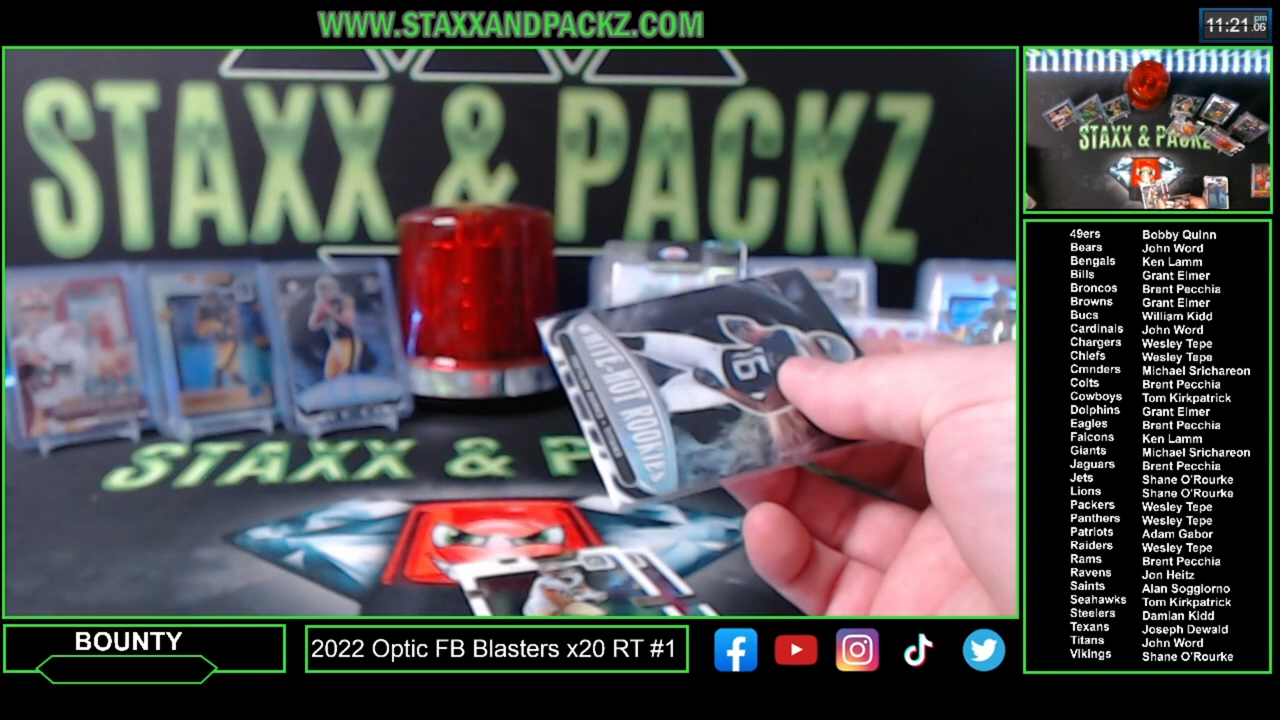 WWW.STAXXANDPACKZ.COM
11:21 pm .06
STAXX & PACKZ
STAXX & P
WHITE-HOT ROOKIES
16
STAXX & PACKZ
49ers Bobby Quinn
Bears John Word
Bengals Ken Lamm
Bills Grant Elmer
Broncos Brent Pecchia
Browns Grant Elmer
Bucs William Kidd
Cardinals John Word
Chargers Wesley Tepe
Chiefs Wesley Tepe
Cmnders Michael Srichareon
Colts Brent Pecchia
Cowboys Tom Kirkpatrick
Dolphins Grant Elmer
Eagles Brent Pecchia
Falcons Ken Lamm
Giants Michael Srichareon
Jaguars Brent Pecchia
Jets Shane O'Rourke
Lions Shane O'Rourke
Packers Wesley Tepe
Panthers Wesley Tepe
Patriots Adam Gabor
Raiders Wesley Tepe
Rams Brent Pecchia
Ravens Jon Heitz
Saints Alan Soggiorno
Seahawks Tom Kirkpatrick
Steelers Damian Kidd
Texans Joseph Dewald
Titans John Word
Vikings Shane O'Rourke
BOUNTY
2022 Optic FB Blasters x20 RT #1